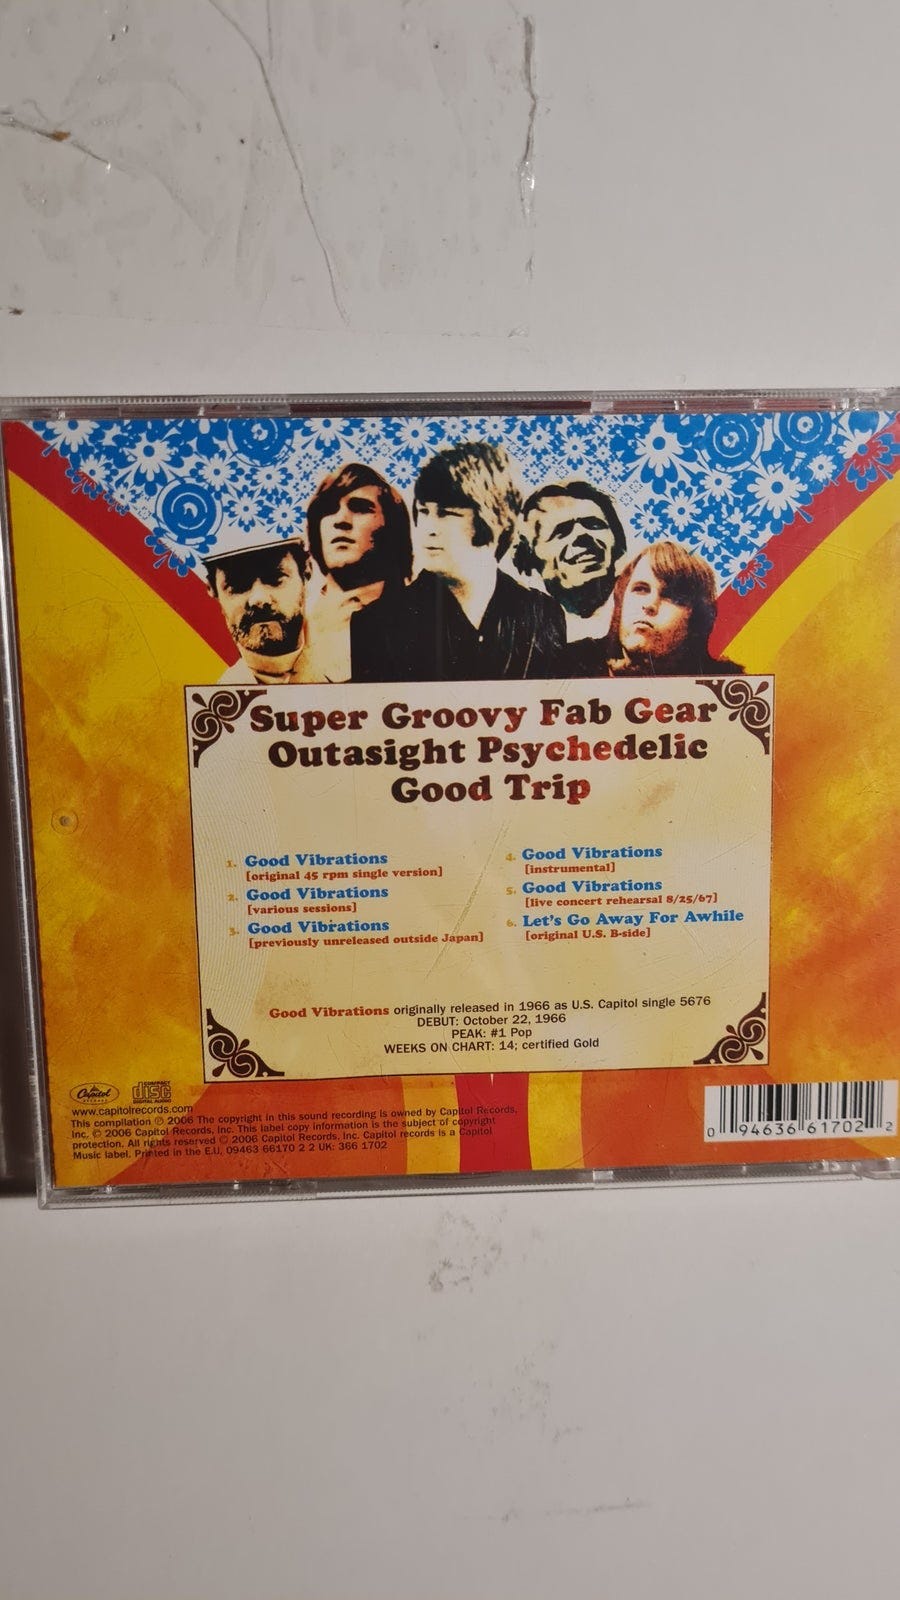 Super Groovy Fab Gear
Outasight Psychedelic
Good Trip
1. Good Vibrations
[original 45 rpm single version]
2. Good Vibrations
[various sessions]
3. Good Vibrations
[previously unreleased outside Japan]
4. Good Vibrations
[instrumental]
5. Good Vibrations
[live concert rehearsal 8/25/67]
6. Let's Go Away For Awhile
[original U.S. B-side]
Good Vibrations originally released in 1966 as U.S. Capitol single 5676
DEBUT: October 22, 1966
PEAK: #1 Pop
WEEKS ON CHART: 14; certified Gold
Capitol
RECORDS
COMPACT
disc
DIGITAL AUDIO
www.capitolrecords.com
This compilation ℗ 2006 The copyright in this sound recording is owned by Capitol Records,
Inc. © 2006 Capitol Records, Inc. This label copy information is the subject of copyright
protection. All rights reserved © 2006 Capitol Records, Inc. Capitol records is a Capitol
Music label. Printed in the E.U. 09463 66170 2 2 UK: 366 1702
0 94636 61702 2